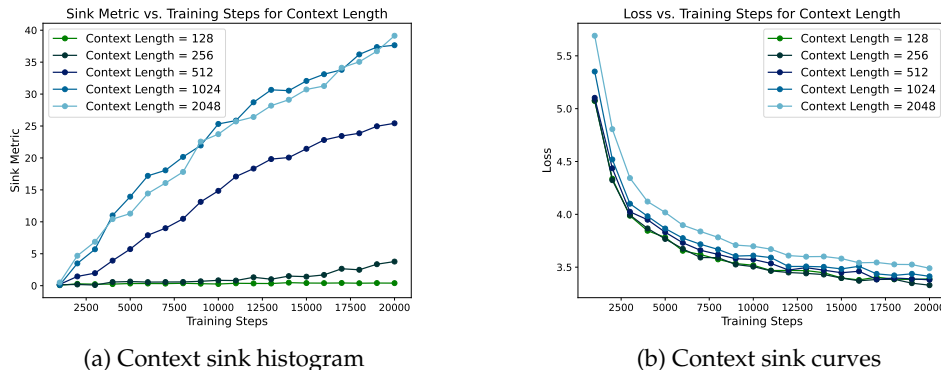 Sink Metric vs. Training Steps for Context Length
40
35
30
25
20
15
10
5
0
Sink Metric
Context Length = 128
Context Length = 256
Context Length = 512
Context Length = 1024
Context Length = 2048
2500 5000 7500 10000 12500 15000 17500 20000
Training Steps
(a) Context sink histogram
Loss vs. Training Steps for Context Length
5.5
5.0
4.5
4.0
3.5
Loss
Context Length = 128
Context Length = 256
Context Length = 512
Context Length = 1024
Context Length = 2048
2500 5000 7500 10000 12500 15000 17500 20000
Training Steps
(b) Context sink curves